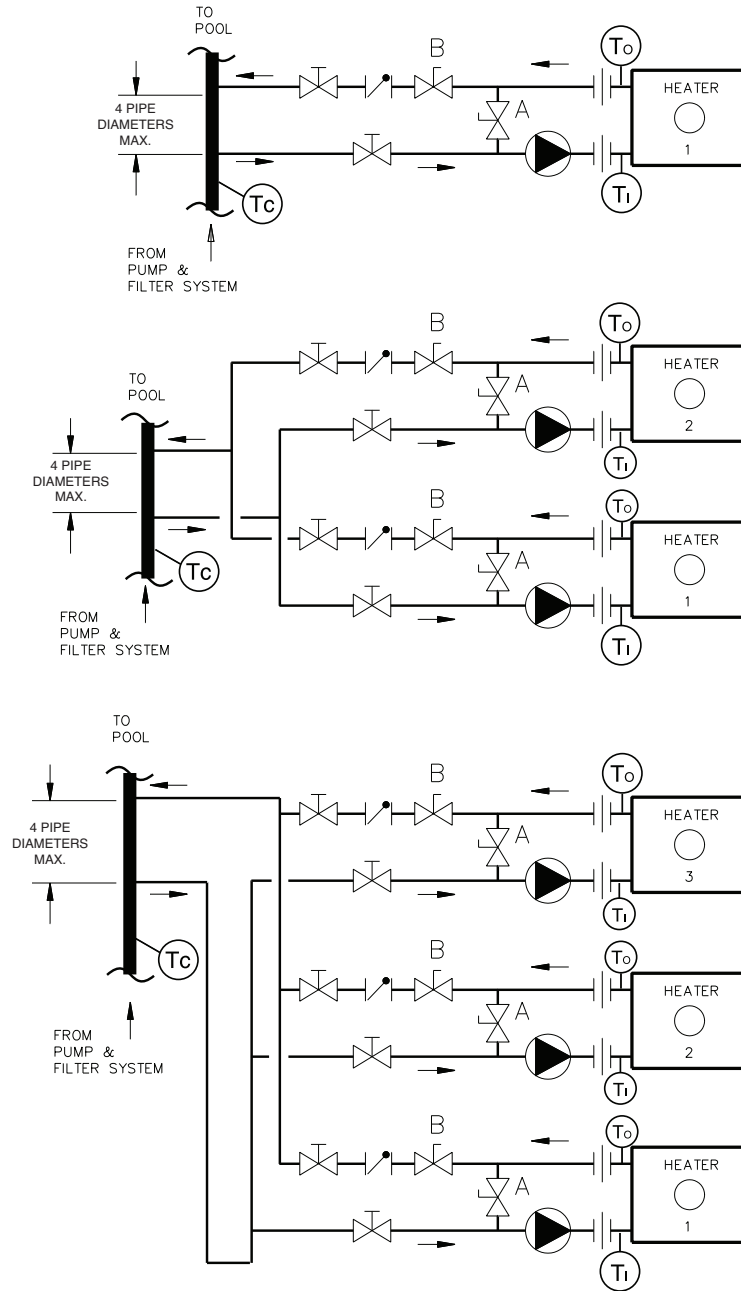 TO
POOL
B
To
4 PIPE
DIAMETERS
MAX.
A
HEATER
1
Tc
TI
FROM
PUMP &
FILTER SYSTEM
B
To
TO
POOL
A
HEATER
2
4 PIPE
DIAMETERS
MAX.
TI
B
To
Tc
A
HEATER
1
FROM
PUMP &
FILTER SYSTEM
TI
TO
POOL
B
To
4 PIPE
DIAMETERS
MAX.
A
HEATER
3
TI
Tc
B
To
A
HEATER
2
FROM
PUMP &
FILTER SYSTEM
TI
B
To
A
HEATER
1
TI